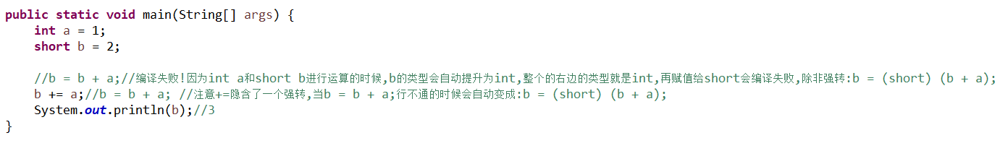 public static void main(String[] args) {
    int a = 1;
    short b = 2;
    //b = b + a;//编译失败!因为int a和short b进行运算的时候,b的类型会自动提升为int,整个的右边的类型就是int,再赋值给short会编译失败,除非强转:b = (short) (b + a);
    b += a;//b = b + a; //注意+=隐含了一个强转,当b = b + a;行不通的时候会自动变成:b = (short) (b + a);
    System.out.println(b);//3
}